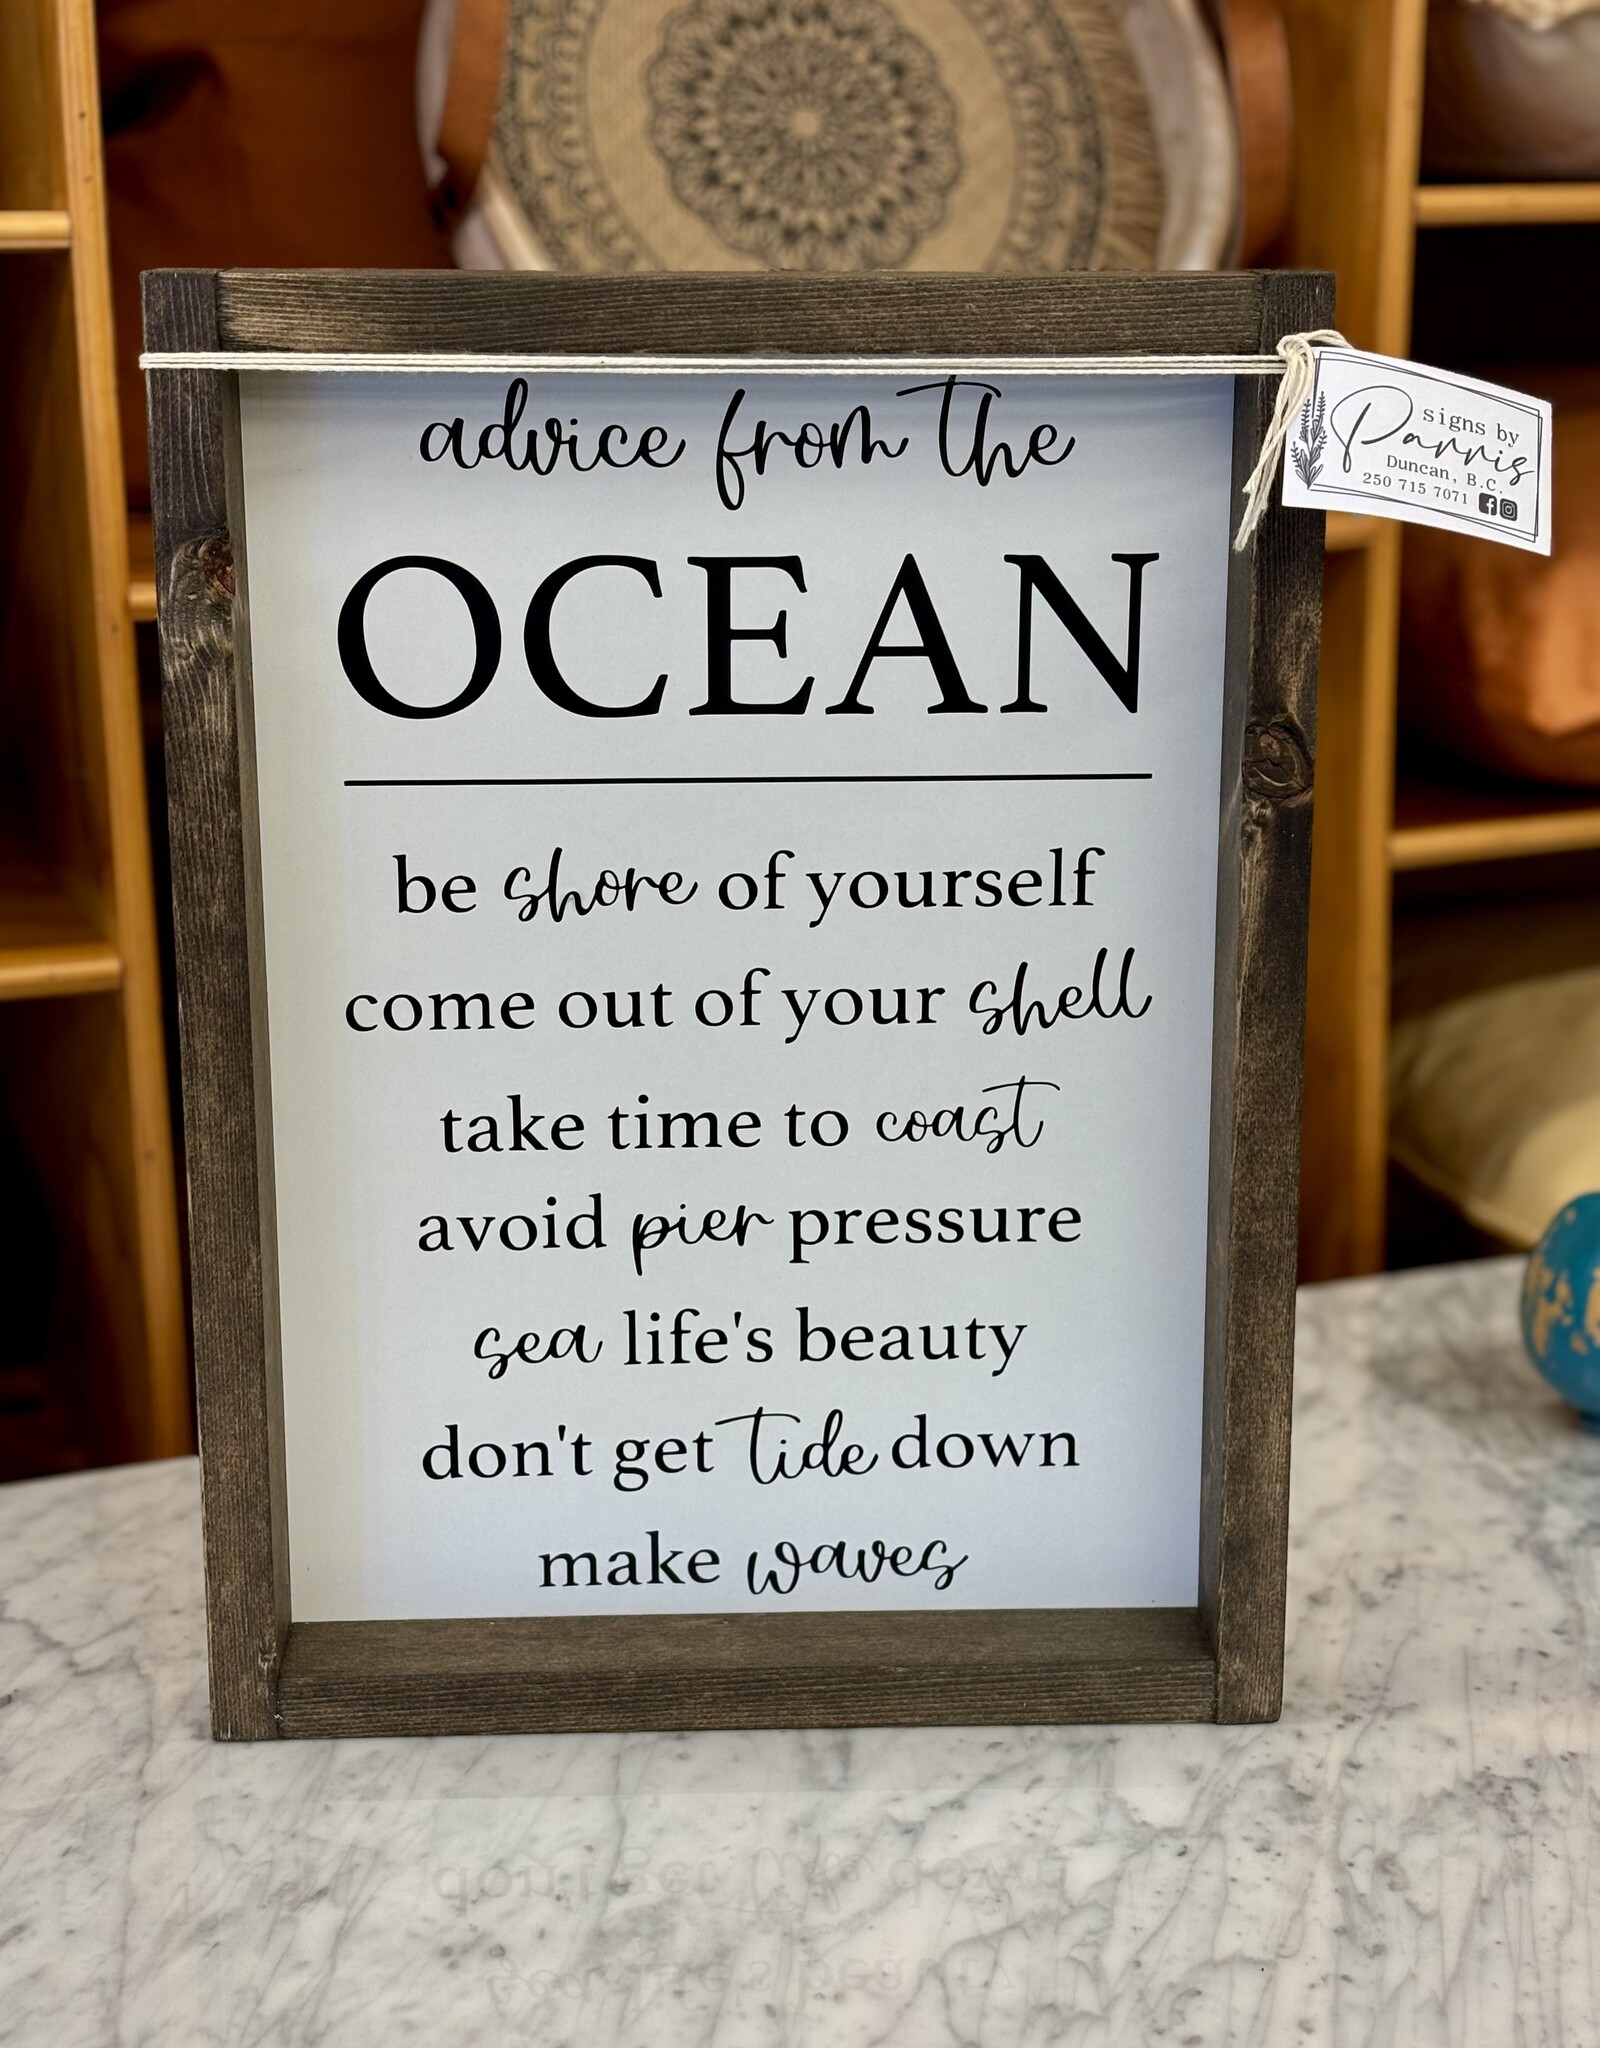 advice from the
OCEAN
be shore of yourself
come out of your shell
take time to coast
avoid pier pressure
sea life's beauty
don't get tide down
make waves
signs by
Parris
Duncan, B.C.
250 715 7071